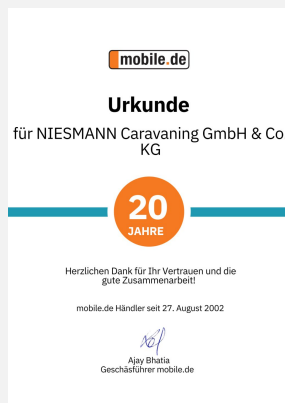 mobile.de
Urkunde
für NIESMANN Caravaning GmbH & Co
KG
20
JAHRE
Herzlichen Dank für Ihr Vertrauen und die
gute Zusammenarbeit!
mobile.de Händler seit 27. August 2002
Ajay Bhatia
Geschäsführer mobile.de